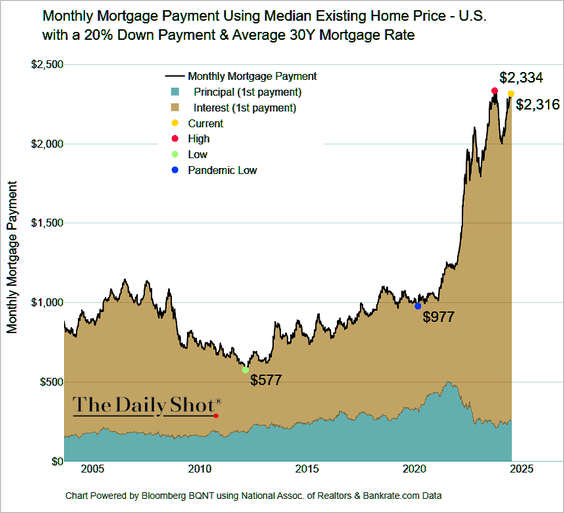 Monthly Mortgage Payment Using Median Existing Home Price - U.S.
with a 20% Down Payment & Average 30Y Mortgage Rate
$2,500
$2,000
$1,500
$1,000
$500
$0
Monthly Mortgage Payment
Monthly Mortgage Payment
Principal (1st payment)
Interest (1st payment)
Current
High
Low
Pandemic Low
$2,334
$2,316
$977
$577
The Daily Shot®
2005
2010
2015
2020
2025
Chart Powered by Bloomberg BQNT using National Assoc. of Realtors & Bankrate.com Data